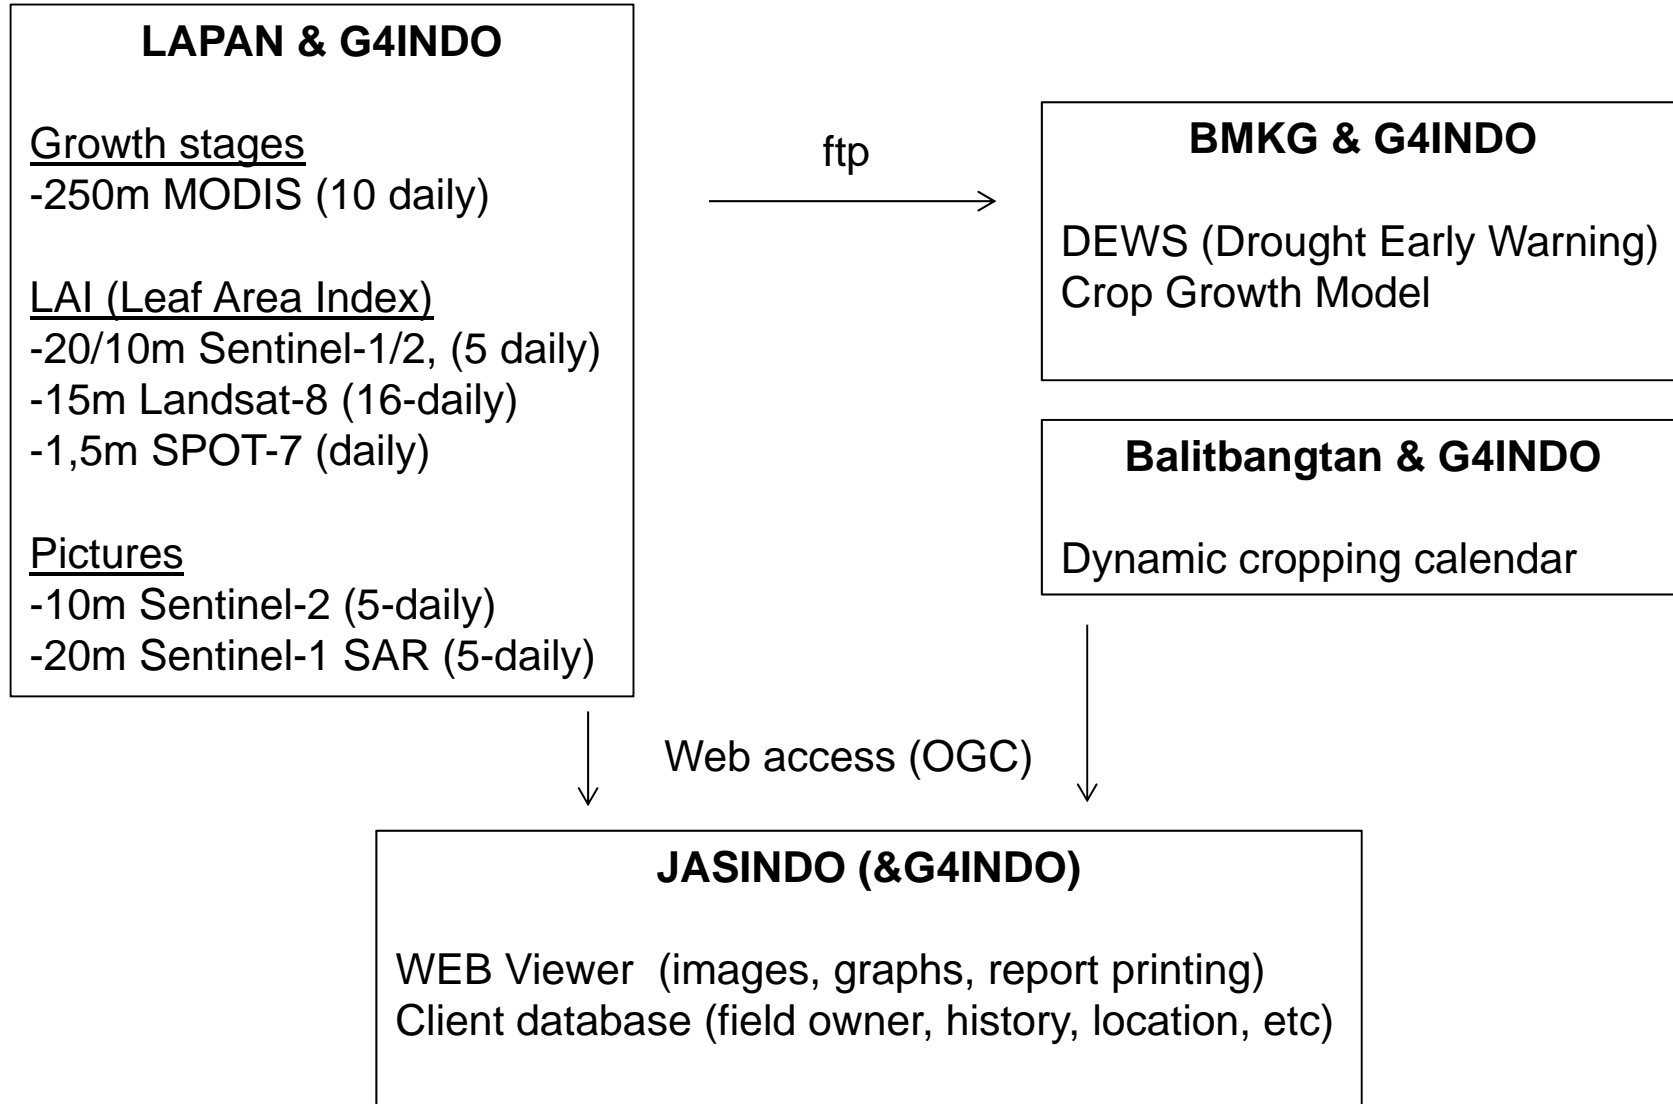 LAPAN & G4INDO
Growth stages
-250m MODIS (10 daily)
LAI (Leaf Area Index)
-20/10m Sentinel-1/2, (5 daily)
-15m Landsat-8 (16-daily)
-1,5m SPOT-7 (daily)
Pictures
-10m Sentinel-2 (5-daily)
-20m Sentinel-1 SAR (5-daily)
ftp
BMKG & G4INDO
DEWS (Drought Early Warning)
Crop Growth Model
Balitbangtan & G4INDO
Dynamic cropping calendar
Web access (OGC)
JASINDO (&G4INDO)
WEB Viewer (images, graphs, report printing)
Client database (field owner, history, location, etc)